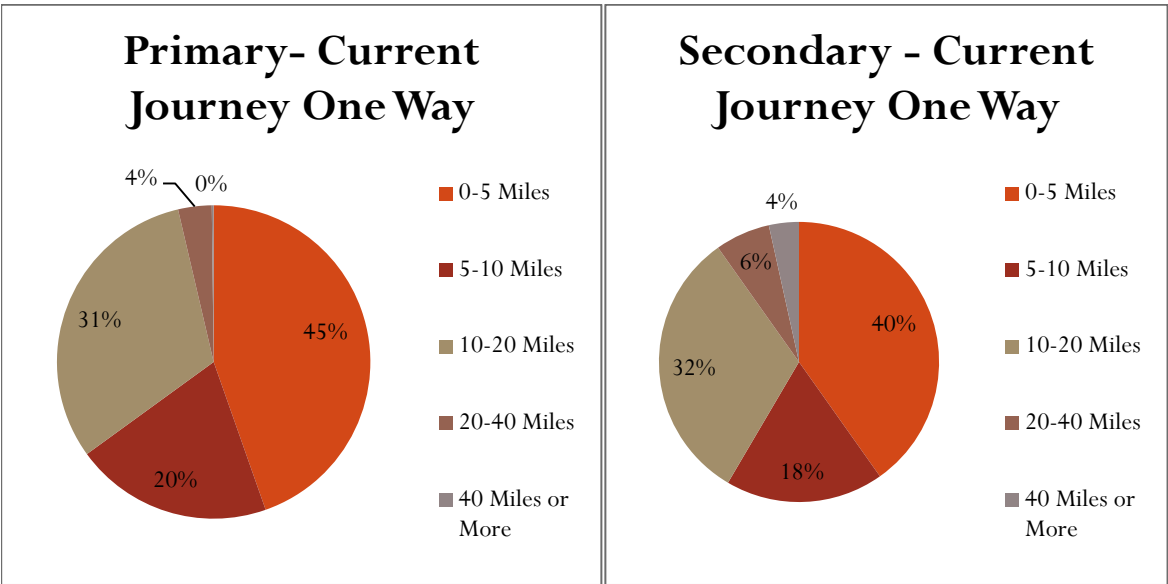 Primary- Current
Journey One Way
4%
0%
31%
45%
20%
0-5 Miles
5-10 Miles
10-20 Miles
20-40 Miles
40 Miles or
More
Secondary - Current
Journey One Way
4%
6%
40%
32%
18%
0-5 Miles
5-10 Miles
10-20 Miles
20-40 Miles
40 Miles or
More